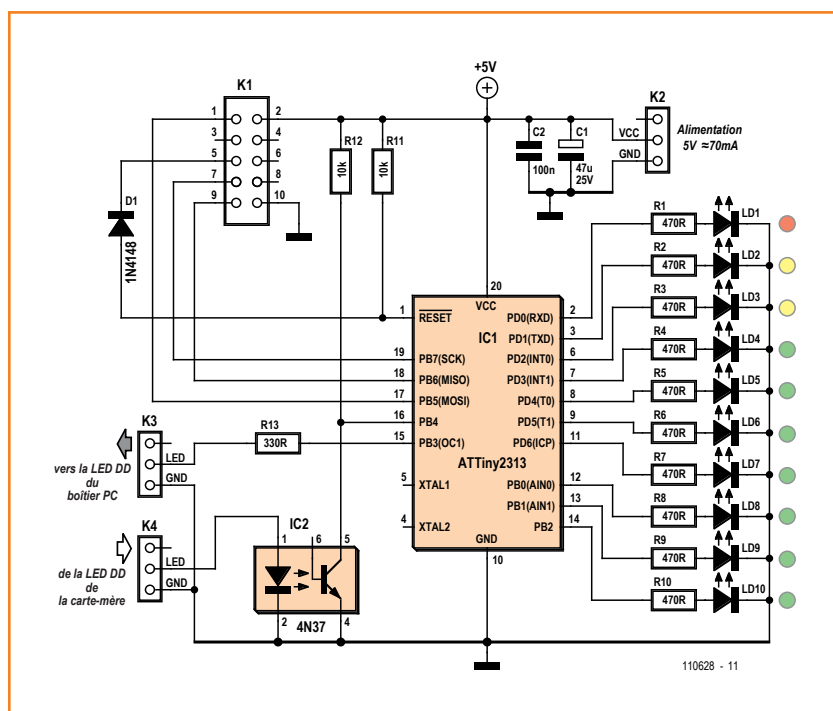 +5V
K1
1
2
3
4
5
6
7
8
9
10
D1
1N4148
R12
10k
R11
10k
C2
100n
C1
47u
25V
K2
VCC
GND
Alimentation
5V ≈70mA
R1
470R
LD1
R2
470R
LD2
R3
470R
LD3
R4
470R
LD4
R5
470R
LD5
R6
470R
LD6
R7
470R
LD7
R8
470R
LD8
R9
470R
LD9
R10
470R
LD10
20
VCC
IC1
ATTiny2313
1
RESET
19
PB7(SCK)
18
PB6(MISO)
17
PB5(MOSI)
16
PB4
15
PB3(OC1)
5
XTAL1
4
XTAL2
GND
10
PD0(RXD)
2
PD1(TXD)
3
PD2(INT0)
6
PD3(INT1)
7
PD4(T0)
8
PD5(T1)
9
PD6(ICP)
11
PB0(AIN0)
12
PB1(AIN1)
13
PB2
14
K3
LED
GND
vers la LED DD
du
boîtier PC
R13
330R
K4
LED
GND
de la LED DD
de
la carte-mère
IC2
1
6
5
2
4
4N37
110628 - 11